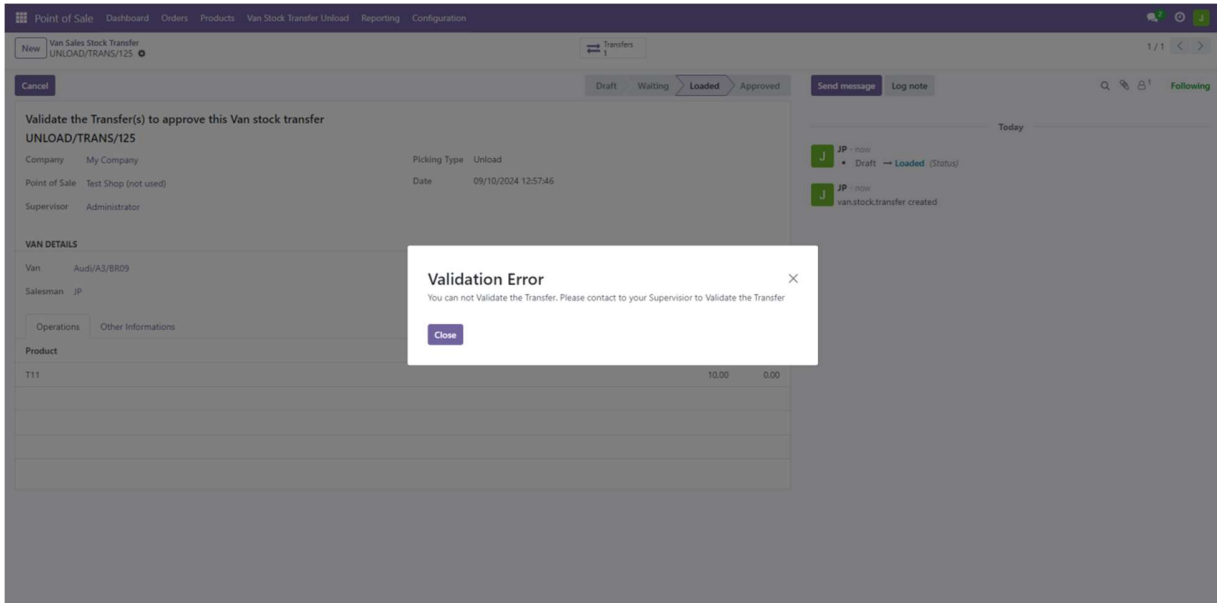 Point of Sale Dashboard Orders Products Van Stock Transfer Unload Reporting Configuration 2 J
New Van Sales Stock Transfer Transfers 1/1
UNLOAD/TRANS/125 1
Cancel Draft Waiting Loaded Approved Send message Log note 1 Following
Validate the Transfer(s) to approve this Van stock transfer
UNLOAD/TRANS/125
Company My Company Picking Type Unload
Point of Sale Test Shop (not used) Date 09/10/2024 12:57:46
Supervisor Administrator
Today
J JP - now
Draft → Loaded (Status)
J JP - now
van.stock.transfer created
VAN DETAILS
Van Audi/A3/BR09
Salesman JP
Validation Error
You can not Validate the Transfer. Please contact to your Supervisior to Validate the Transfer
Close
Operations Other Informations
Product
T11 10.00 0.00